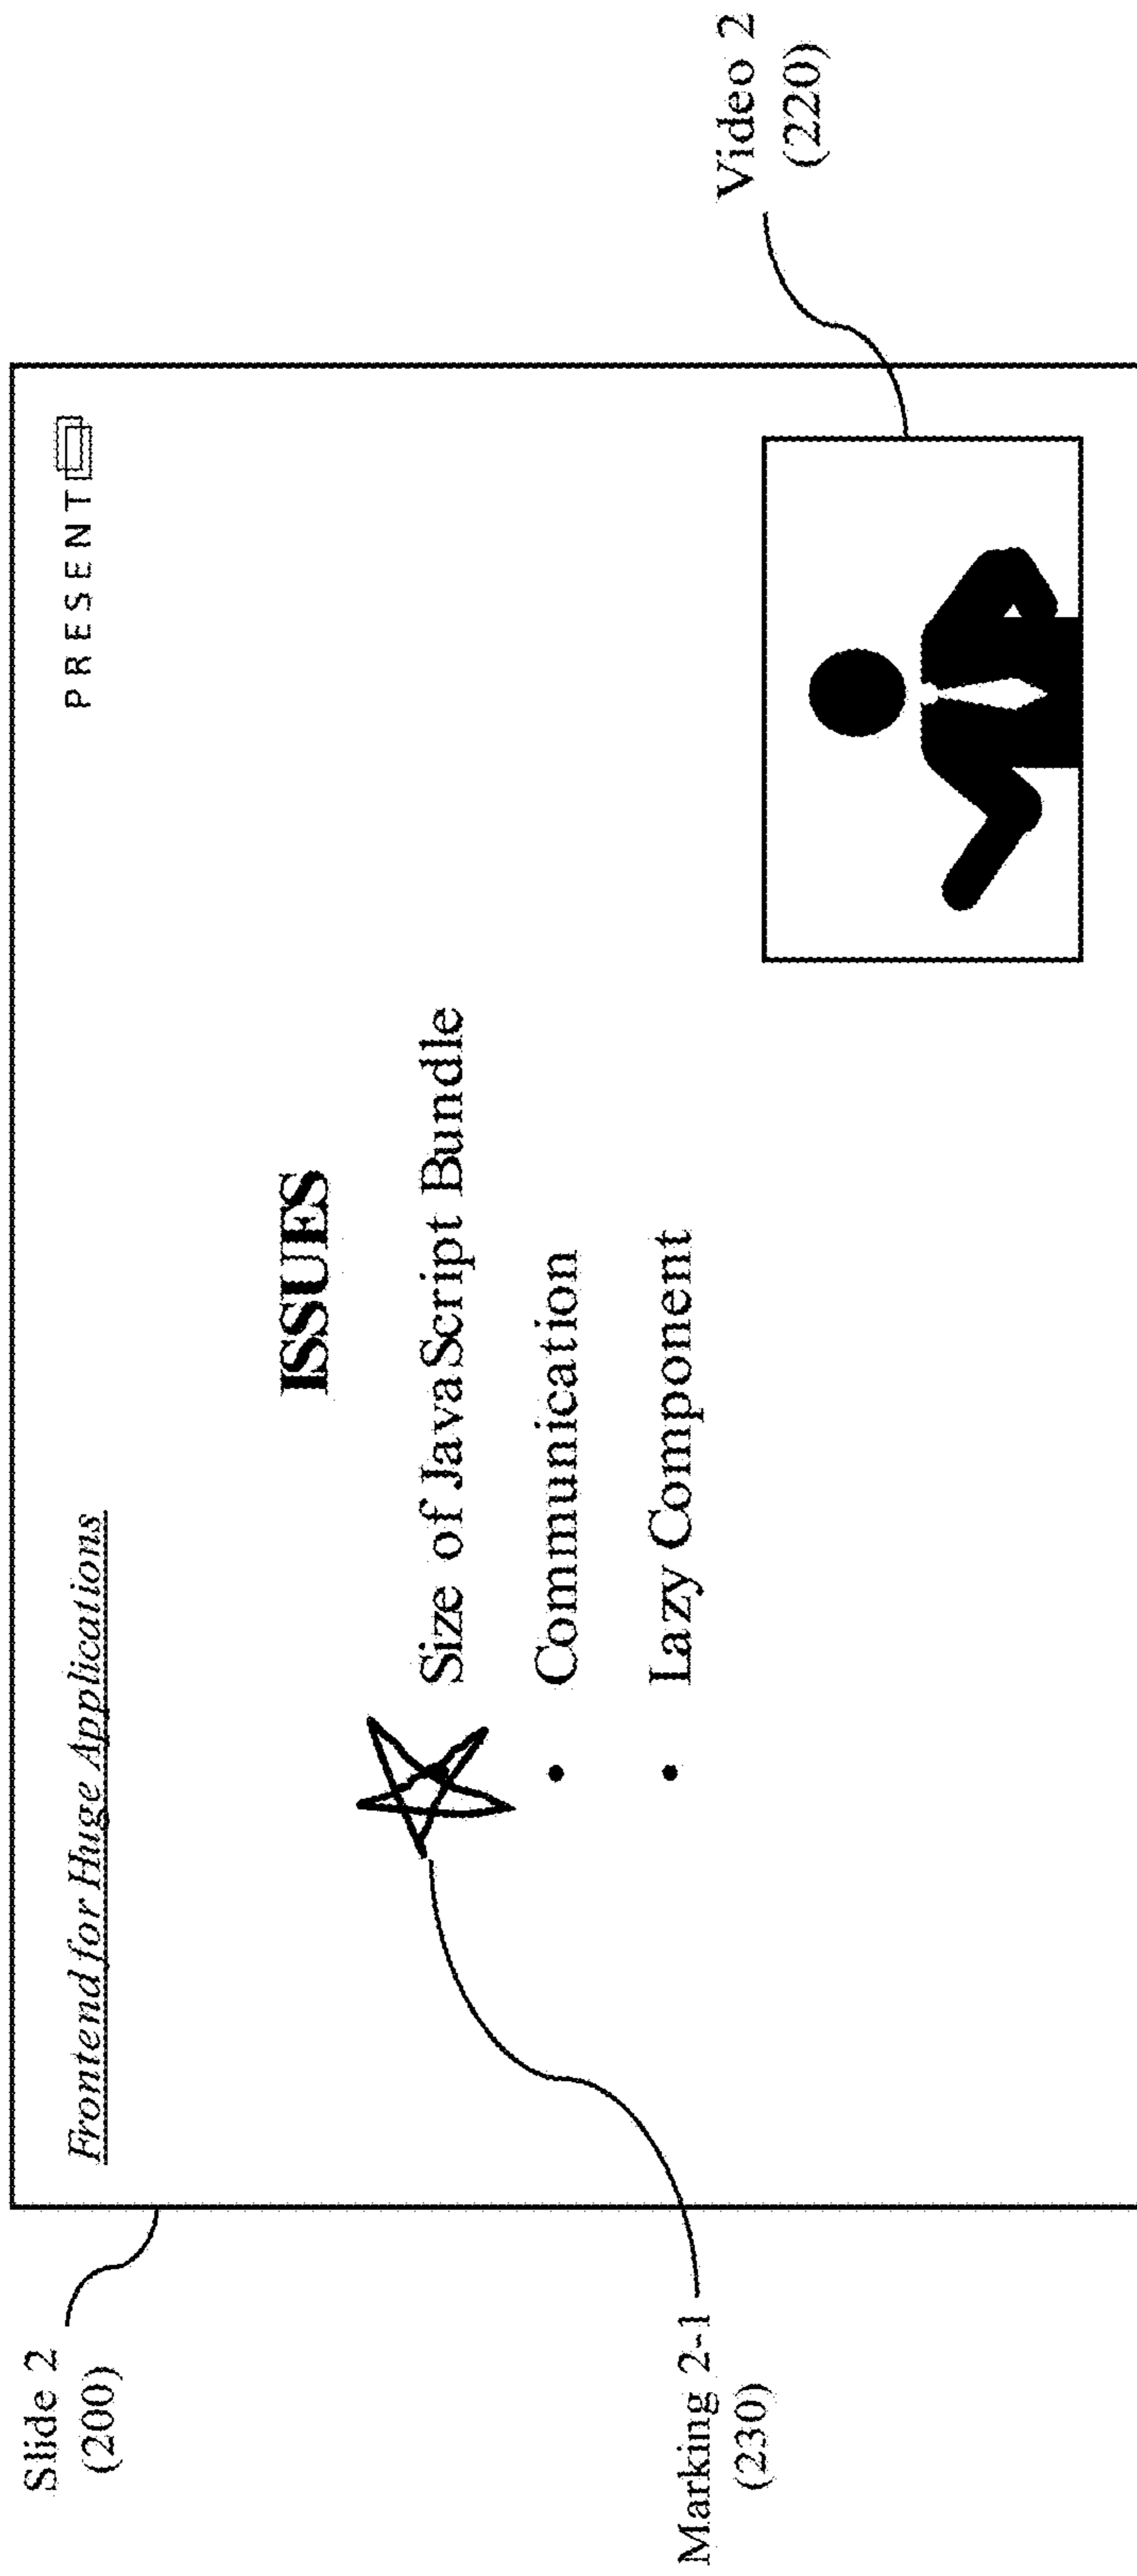 Slide 2
(200)
Frontend for Huge Applications
PRESENT
ISSUES
Size of JavaScript Bundle
• Communication
• Lazy Component
Marking 2-1
(230)
Video 2
(220)